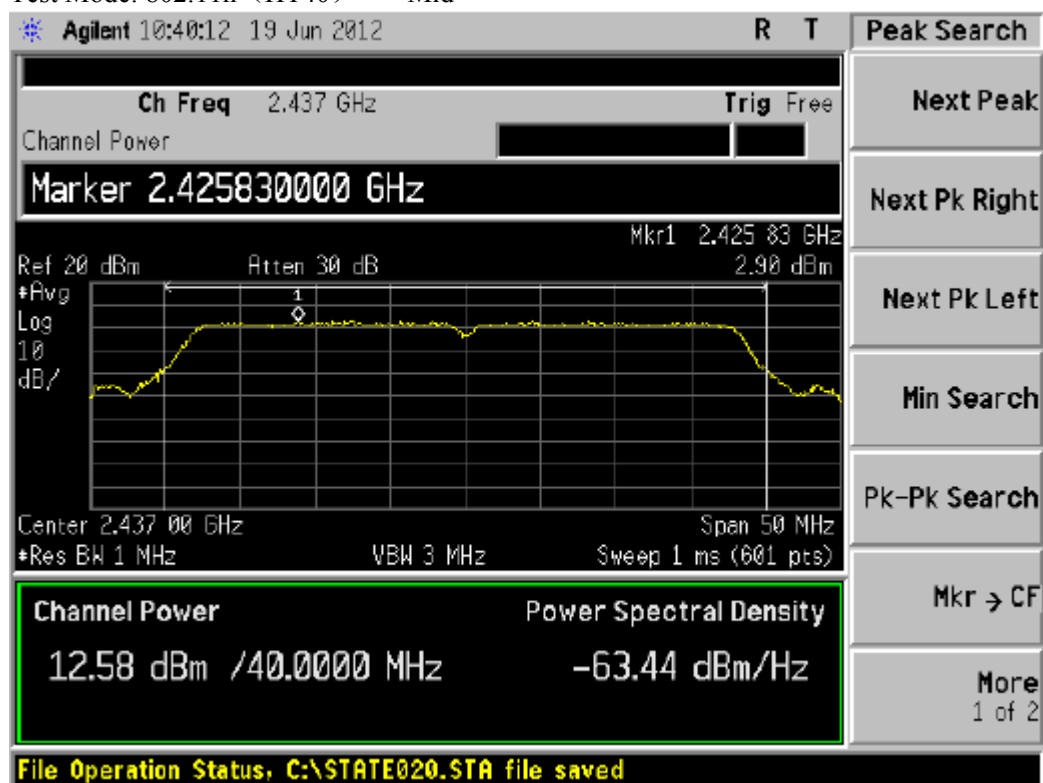 Agilent 10:40:12 19 Jun 2012 R T
Peak Search
Ch Freq 2.437 GHz Trig Free
Channel Power
Marker 2.425830000 GHz
Mkr1 2.425 83 GHz
Ref 20 dBm Atten 30 dB 2.90 dBm
#Avg
Log
10
dB/
1
Center 2.437 00 GHz Span 50 MHz
#Res BW 1 MHz VBW 3 MHz Sweep 1 ms (601 pts)
Channel Power Power Spectral Density
12.58 dBm /40.0000 MHz -63.44 dBm/Hz
File Operation Status, C:\STATE020.STA file saved
Next Peak
Next Pk Right
Next Pk Left
Min Search
Pk-Pk Search
Mkr → CF
More
1 of 2